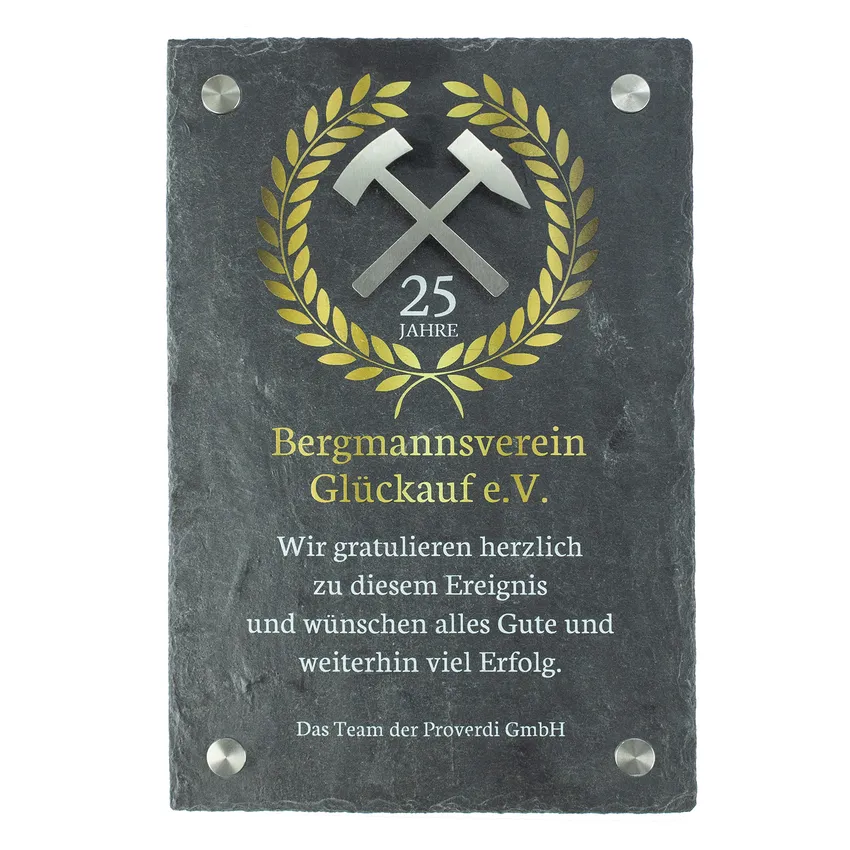 25
JAHRE
Bergmannsverein
Glückauf e.V.
Wir gratulieren herzlich
zu diesem Ereignis
und wünschen alles Gute und
weiterhin viel Erfolg.
Das Team der Proverdi GmbH